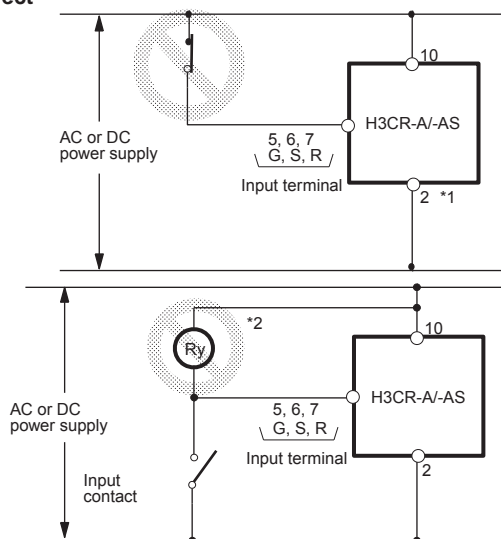 rect
10
H3CR-A/-AS
AC or DC
power supply
5, 6, 7
G, S, R
Input terminal
2 *1
*2
10
Ry
H3CR-A/-AS
AC or DC
power supply
5, 6, 7
G, S, R
Input terminal
2
Input
contact